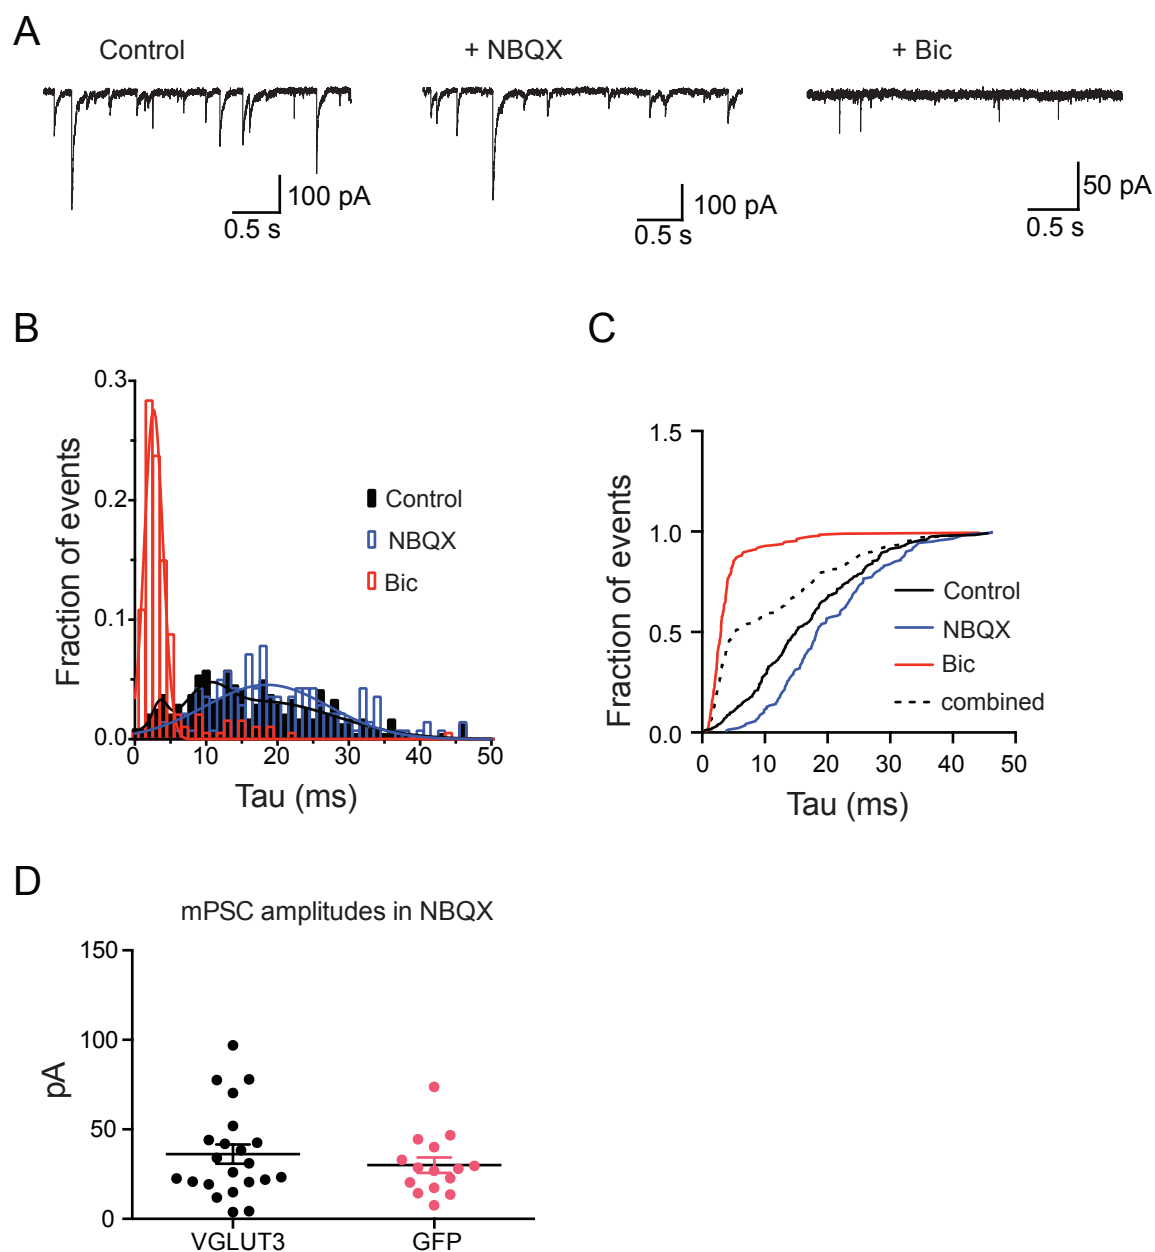 A
Control
+ NBQX
+ Bic
100 pA
0.5 s
100 pA
0.5 s
50 pA
0.5 s
B
0.3
0.2
0.1
0.0
Fraction of events
Control
NBQX
Bic
0 10 20 30 40 50
Tau (ms)
C
1.5
1.0
0.5
0.0
Fraction of events
Control
NBQX
Bic
combined
0 10 20 30 40 50
Tau (ms)
D
mPSC amplitudes in NBQX
150
100
50
0
pA
VGLUT3
GFP